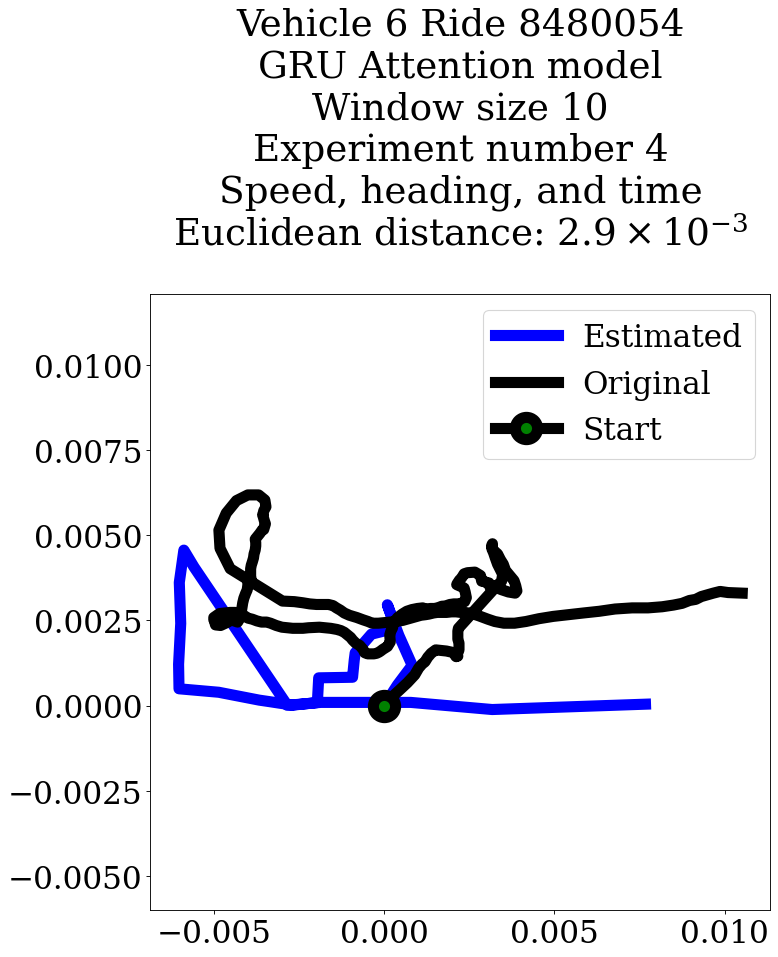 Vehicle 6 Ride 8480054
GRU Attention model
Window size 10
Experiment number 4
Speed, heading, and time
Euclidean distance: 2.9 × 10⁻³
Estimated
Original
Start
0.0100
0.0075
0.0050
0.0025
0.0000
−0.0025
−0.0050
−0.005 0.000 0.005 0.010